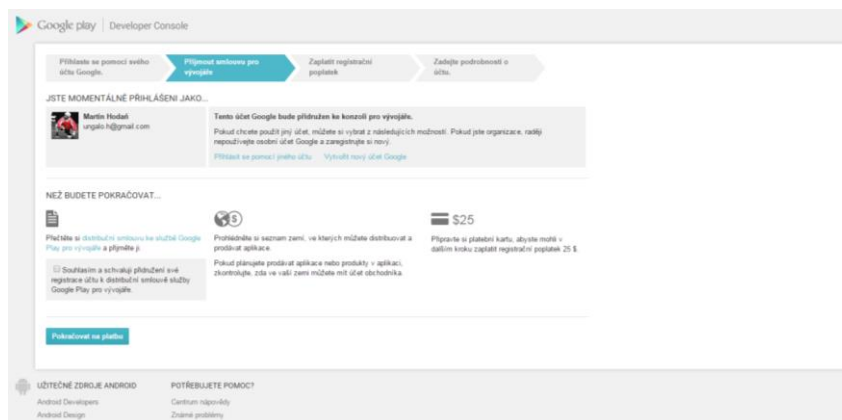 Google play | Developer Console
Přihlaste se pomocí svého účtu Google.
Přijmout smlouvu pro vývojáře
Zaplatit registrační poplatek
Zadejte podrobnosti o účtu.
JSTE MOMENTÁLNĚ PŘIHLÁŠENI JAKO...
Martin Hodaň
ungalo.h@gmail.com
Tento účet Google bude přidružen ke konzoli pro vývojáře.
Pokud chcete použít jiný účet, můžete si vybrat z následujících možností. Pokud jste organizace, raději
nepoužívejte osobní účet Google a zaregistrujte si nový.
Přihlásit se pomocí jiného účtu Vytvořit nový účet Google
NEŽ BUDETE POKRAČOVAT...
Přečtěte si distribuční smlouvu ke službě Google
Play pro vývojáře a přijměte ji.
Souhlasím a schvaluji přidružení své
registrace účtu k distribuční smlouvě služby
Google Play pro vývojáře.
Prohlédněte si seznam zemí, ve kterých můžete distribuovat a
prodávat aplikace.
Pokud plánujete prodávat aplikace nebo produkty v aplikaci,
zkontrolujte, zda ve vaší zemi můžete mít účet obchodníka.
$25
Připravte si platební kartu, abyste mohli v
dalším kroku zaplatit registrační poplatek 25 $.
Pokračovat na platbu
UŽITEČNÉ ZDROJE ANDROID
Android Developers
Android Design
POTŘEBUJETE POMOC?
Centrum nápovědy
Známé problémy